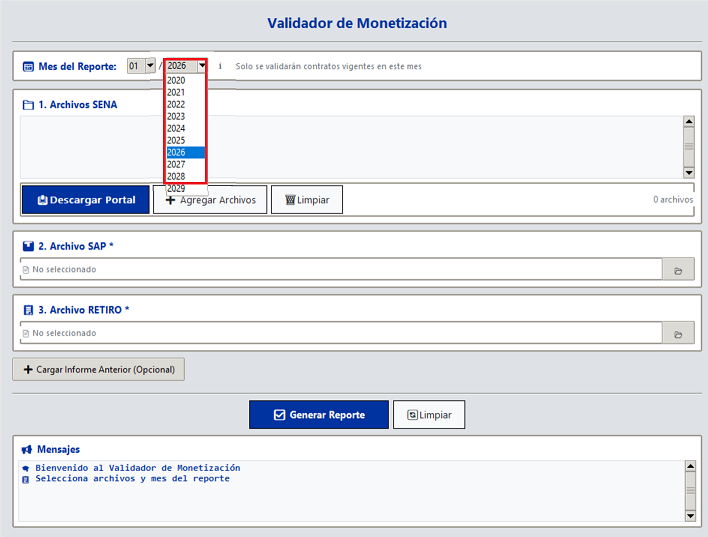 Validador de Monetización
Mes del Reporte: 01 / 2026 i Solo se validarán contratos vigentes en este mes
2020
2021
2022
2023
2024
2025
2026
2027
2028
2029
1. Archivos SENA
Descargar Portal
Agregar Archivos
Limpiar
0 archivos
2. Archivo SAP *
No seleccionado
3. Archivo RETIRO *
No seleccionado
Cargar Informe Anterior (Opcional)
Generar Reporte
Limpiar
Mensajes
Bienvenido al Validador de Monetización
Selecciona archivos y mes del reporte